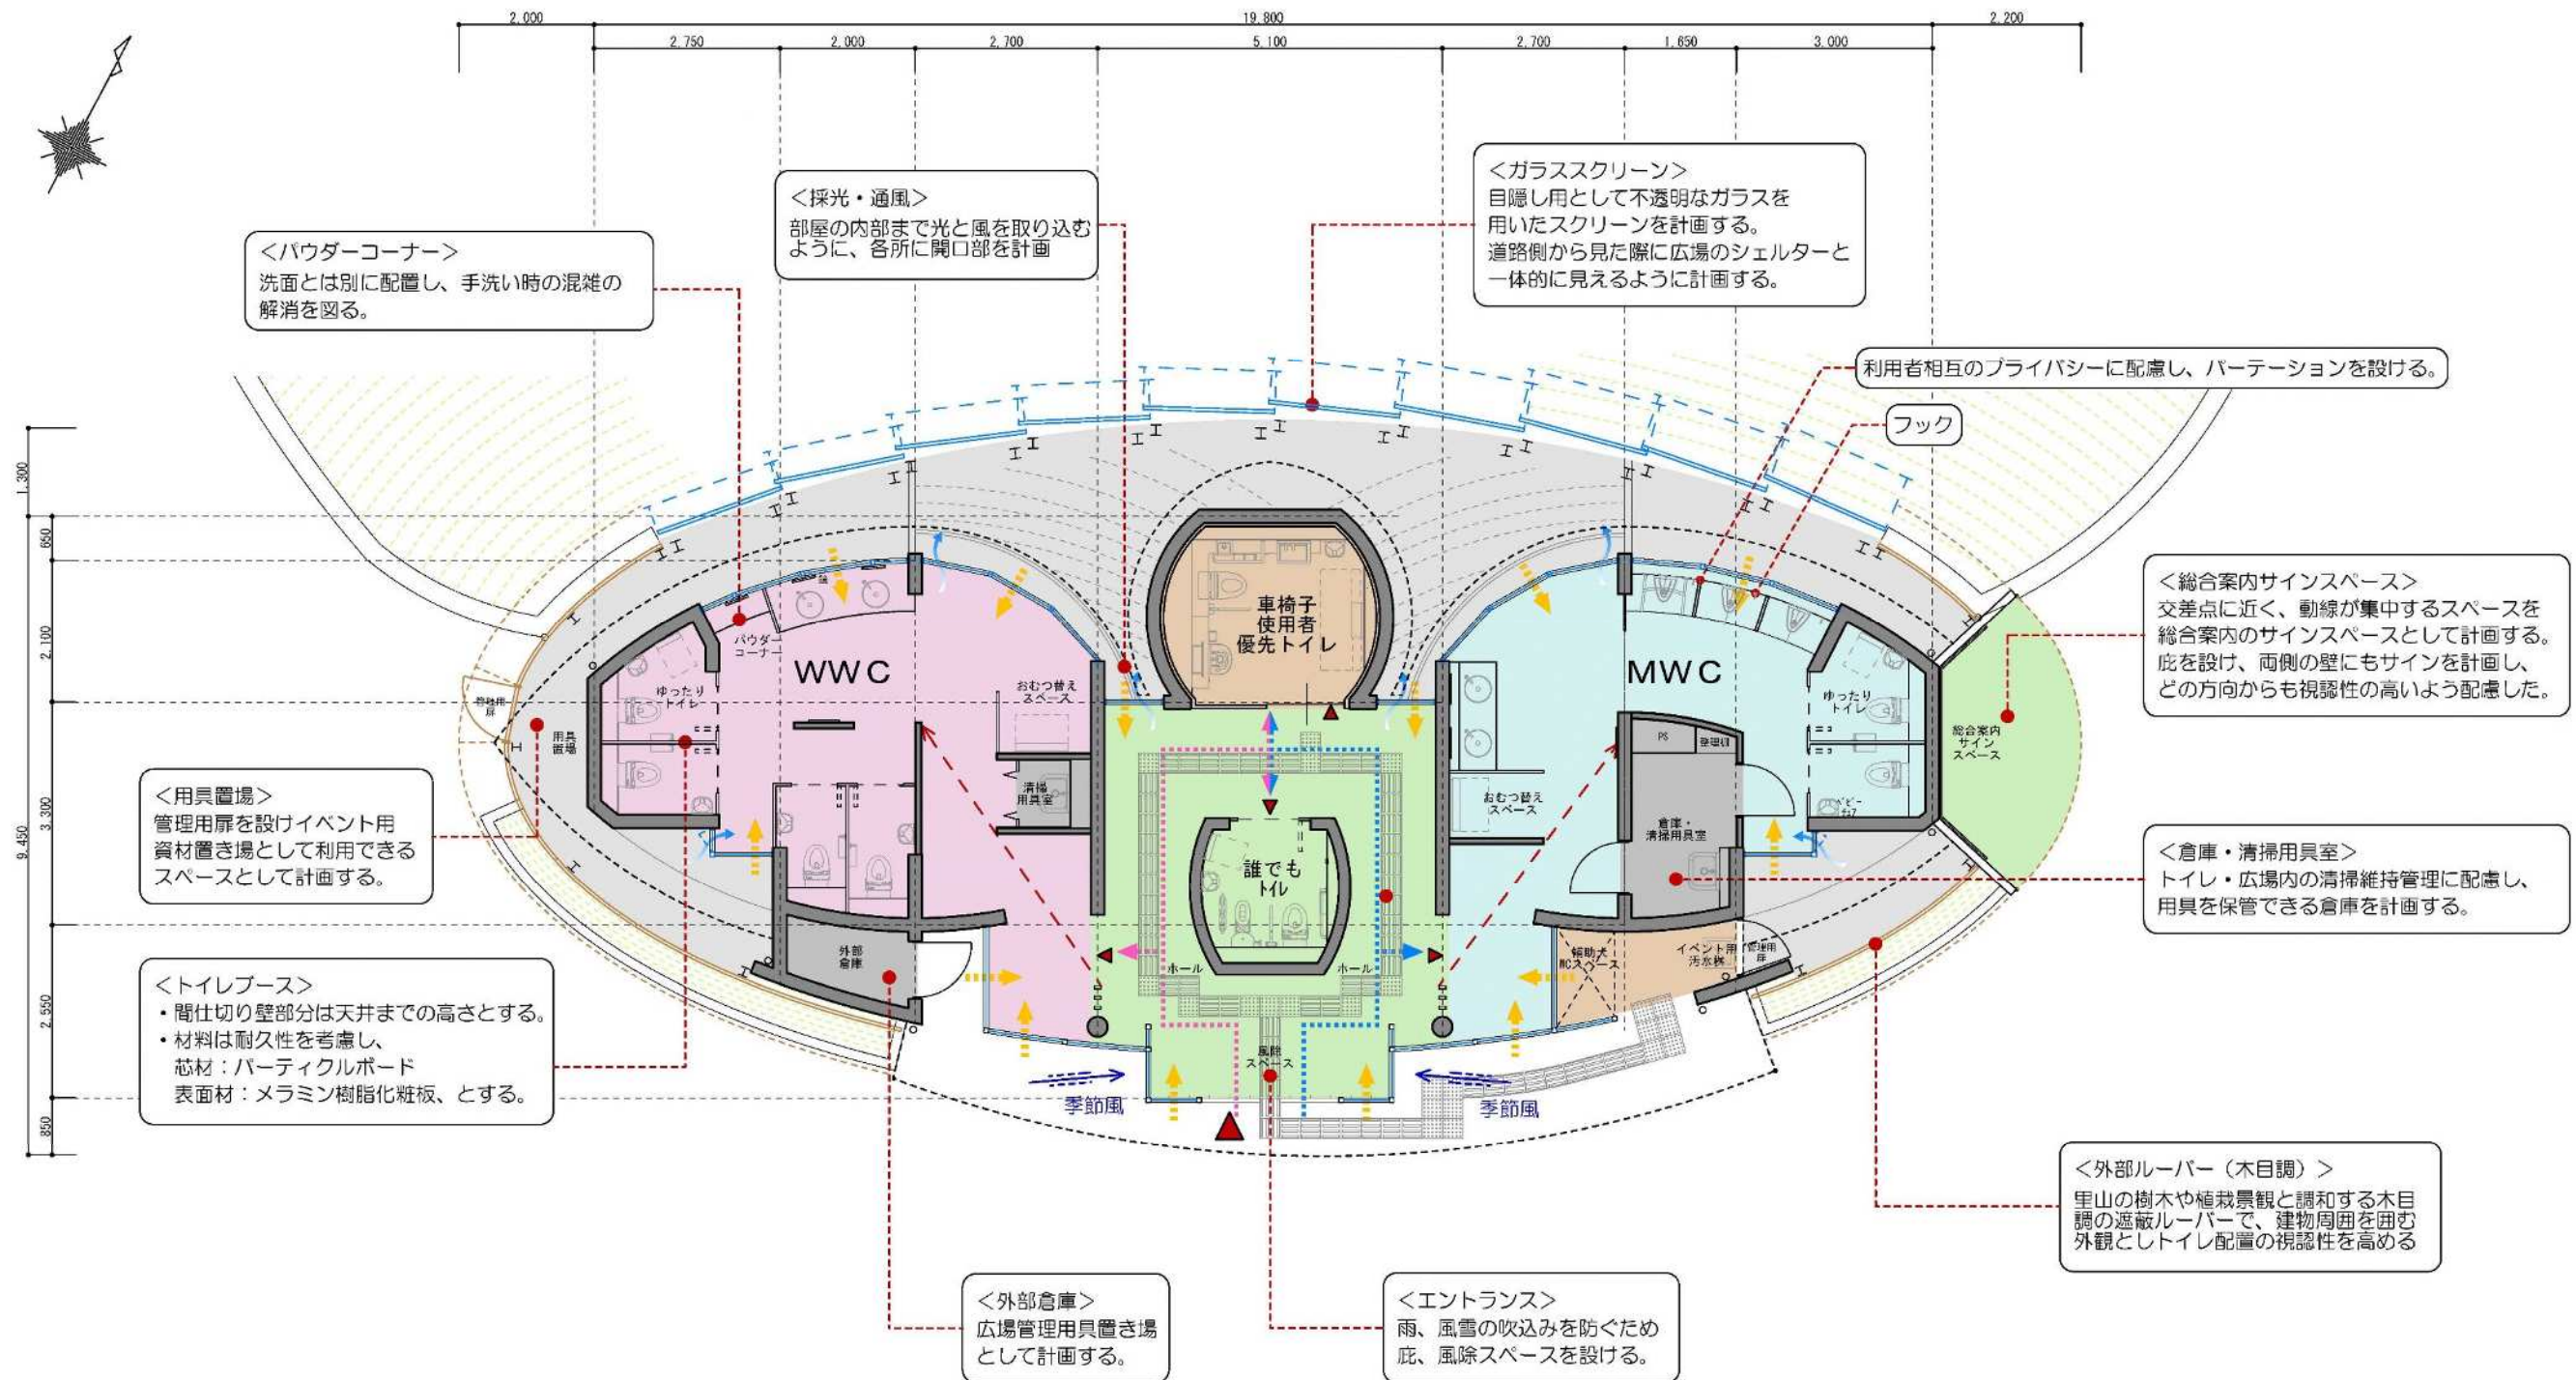 2,000
19,800
2,200
2,750
2,000
2,700
5,100
2,700
1,650
3,000
<ガラススクリーン>
目隠し用として不透明なガラスを
用いたスクリーンを計画する。
道路側から見た際に広場のシェルターと
一体的に見えるように計画する。
<採光・通風>
部屋の内部まで光と風を取り込む
ように、各所に開口部を計画
<パウダーコーナー>
洗面とは別に配置し、手洗い時の混雑の
解消を図る。
利用者相互のプライバシーに配慮し、パーテーションを設ける。
フック
1,300
650
2,100
3,300
9,450
2,550
850
<総合案内サインスペース>
交差点に近く、動線が集中するスペースを
総合案内のサインスペースとして計画する。
庇を設け、両側の壁にもサインを計画し、
どの方向からも視認性の高いよう配慮した。
車椅子
使用者
優先トイレ
パウダー
コーナー
WWC
MWC
ゆったり
トイレ
おむつ替え
スペース
ゆったり
トイレ
管理用
扉
用具
置場
PS
整理棚
総合案内
サイン
スペース
清掃
用具室
おむつ替え
スペース
ベビー
チェア
倉庫・
清掃用具室
誰でも
トイレ
<用具置場>
管理用扉を設けイベント用
資材置き場として利用できる
スペースとして計画する。
<倉庫・清掃用具室>
トイレ・広場内の清掃維持管理に配慮し、
用具を保管できる倉庫を計画する。
外部
倉庫
ホール
ホール
補助犬
WCスペース
イベント用
汚水桝
管理用
扉
<トイレブース>
・間仕切り壁部分は天井までの高さとする。
・材料は耐久性を考慮し、
芯材：パーティクルボード
表面材：メラミン樹脂化粧板、とする。
風除
スペース
季節風
季節風
<外部ルーバー（木目調）>
里山の樹木や植栽景観と調和する木目
調の遮蔽ルーバーで、建物周囲を囲む
外観としトイレ配置の視認性を高める
<外部倉庫>
広場管理用具置き場
として計画する。
<エントランス>
雨、風雪の吹込みを防ぐため
庇、風除スペースを設ける。